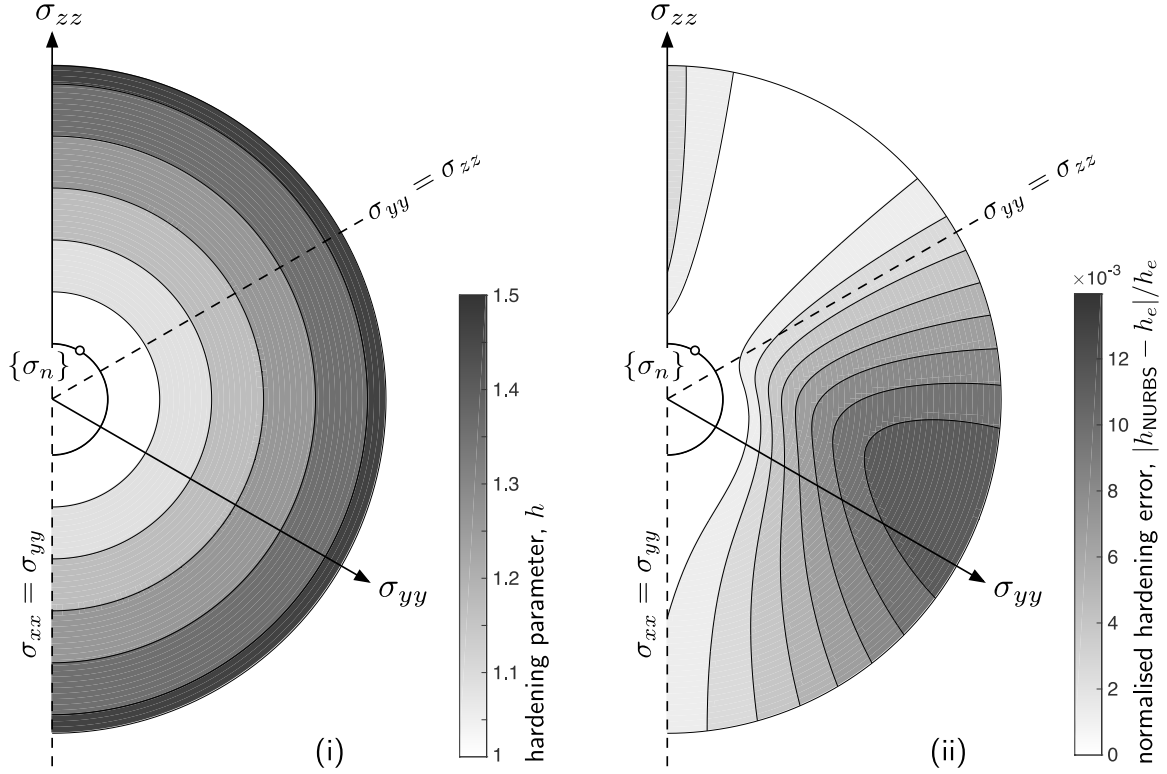 σzz
σyy = σzz
{σn}
σxx = σyy
σyy
(i)
1.5
1.4
1.3
1.2
1.1
1
hardening parameter, h
σzz
σyy = σzz
{σn}
σxx = σyy
σyy
(ii)
×10-3
12
10
8
6
4
2
0
normalised hardening error, |hNURBS − he|/he